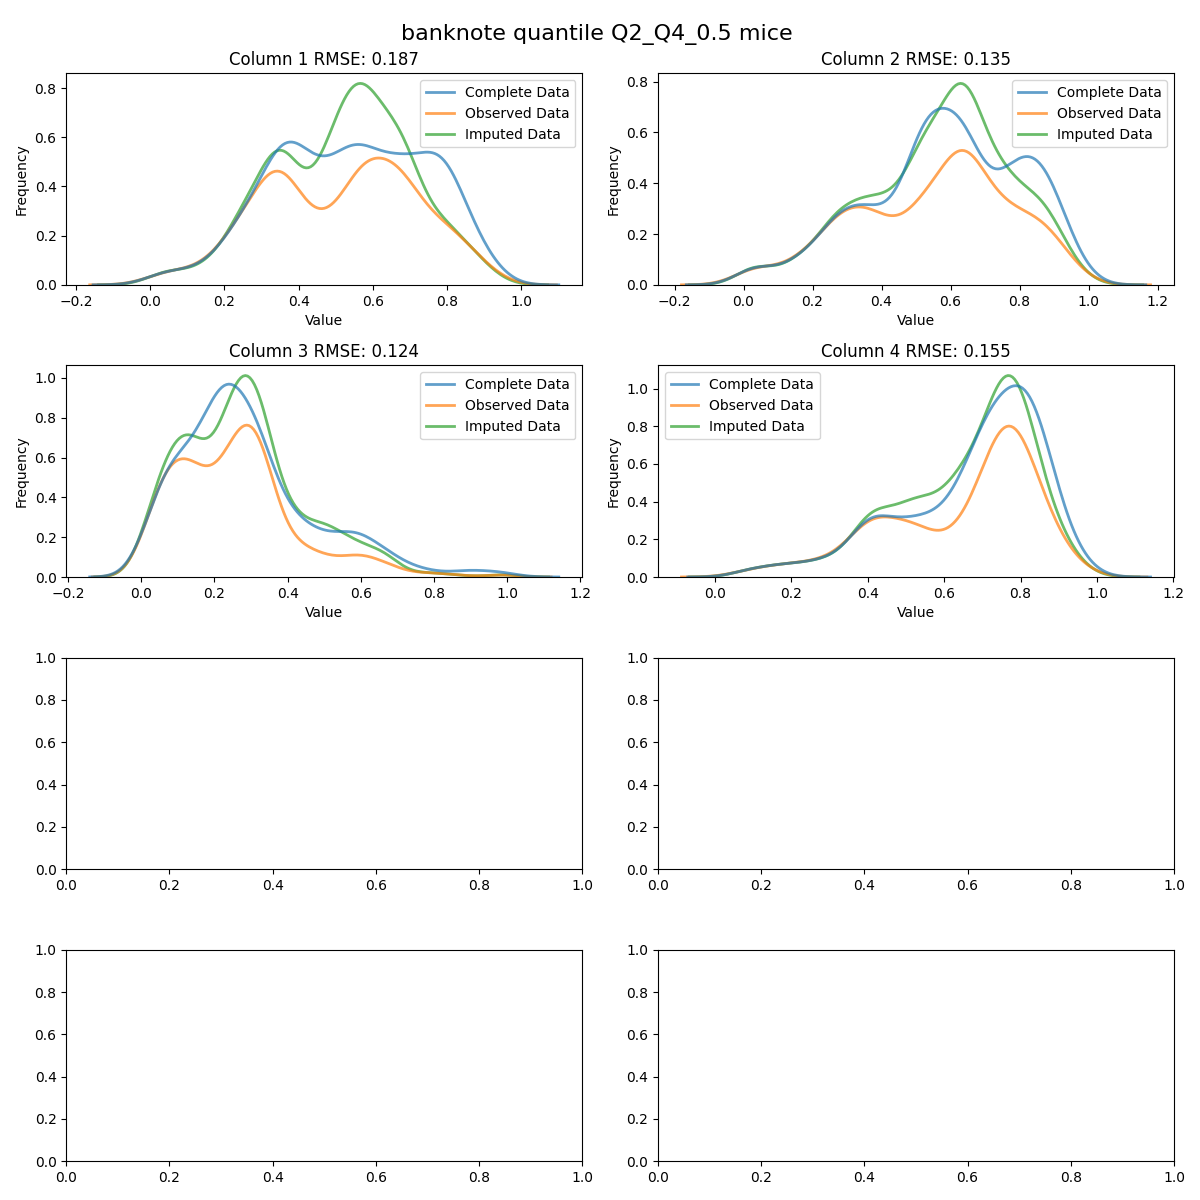 banknote quantile Q2_Q4_0.5 mice
Column 1 RMSE: 0.187
Frequency
0.8
0.6
0.4
0.2
0.0
Complete Data
Observed Data
Imputed Data
−0.2 0.0 0.2 0.4 0.6 0.8 1.0
Value
Column 2 RMSE: 0.135
Frequency
0.8
0.6
0.4
0.2
0.0
Complete Data
Observed Data
Imputed Data
−0.2 0.0 0.2 0.4 0.6 0.8 1.0 1.2
Value
Column 3 RMSE: 0.124
Frequency
1.0
0.8
0.6
0.4
0.2
0.0
Complete Data
Observed Data
Imputed Data
−0.2 0.0 0.2 0.4 0.6 0.8 1.0 1.2
Value
Column 4 RMSE: 0.155
Frequency
1.0
0.8
0.6
0.4
0.2
0.0
Complete Data
Observed Data
Imputed Data
0.0 0.2 0.4 0.6 0.8 1.0 1.2
Value
1.0
0.8
0.6
0.4
0.2
0.0
0.0 0.2 0.4 0.6 0.8 1.0
1.0
0.8
0.6
0.4
0.2
0.0
0.0 0.2 0.4 0.6 0.8 1.0
1.0
0.8
0.6
0.4
0.2
0.0
0.0 0.2 0.4 0.6 0.8 1.0
1.0
0.8
0.6
0.4
0.2
0.0
0.0 0.2 0.4 0.6 0.8 1.0